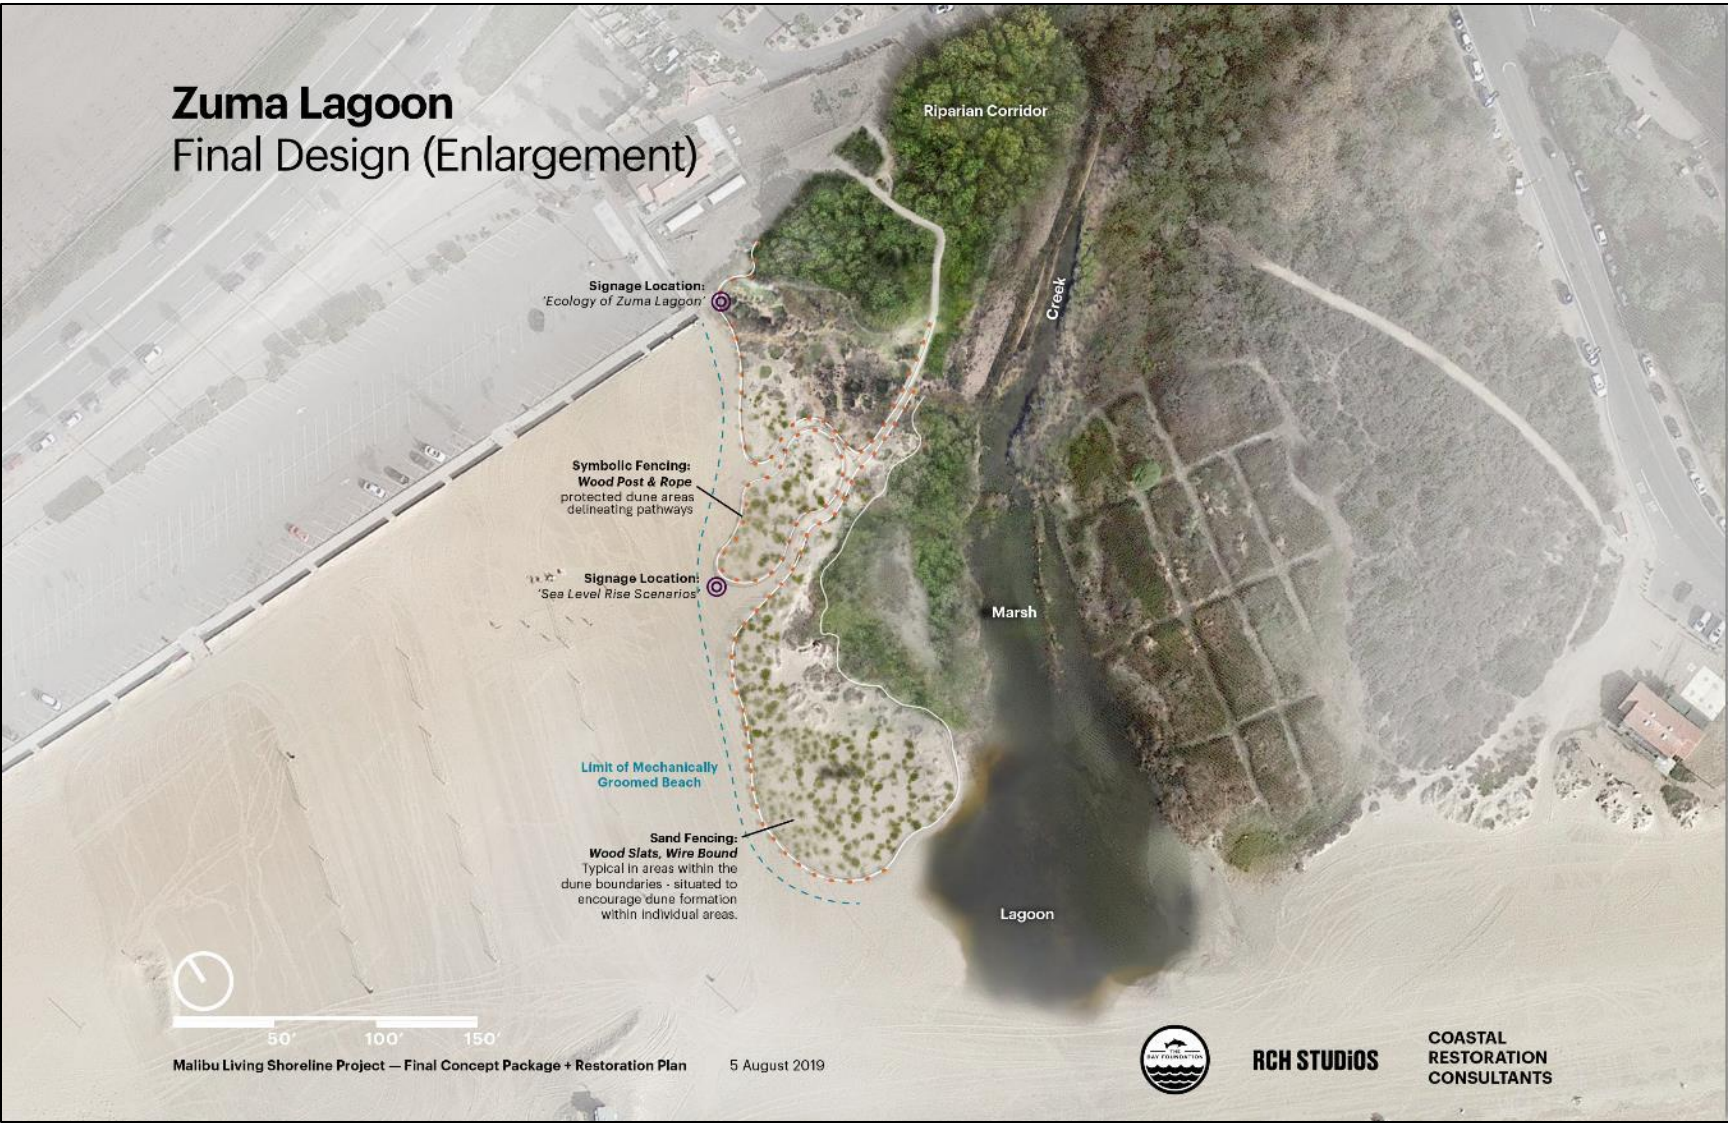 Zuma Lagoon
Final Design (Enlargement)
Riparian Corridor
Creek
Signage Location:
'Ecology of Zuma Lagoon'
Symbolic Fencing:
Wood Post & Rope
protected dune areas
delineating pathways
Signage Location:
'Sea Level Rise Scenarios'
Marsh
Limit of Mechanically
Groomed Beach
Sand Fencing:
Wood Slats, Wire Bound
Typical in areas within the
dune boundaries - situated to
encourage dune formation
within individual areas.
Lagoon
50' 100' 150'
Malibu Living Shoreline Project — Final Concept Package + Restoration Plan 5 August 2019
THE
BAY FOUNDATION
RCH STUDiOS
COASTAL
RESTORATION
CONSULTANTS